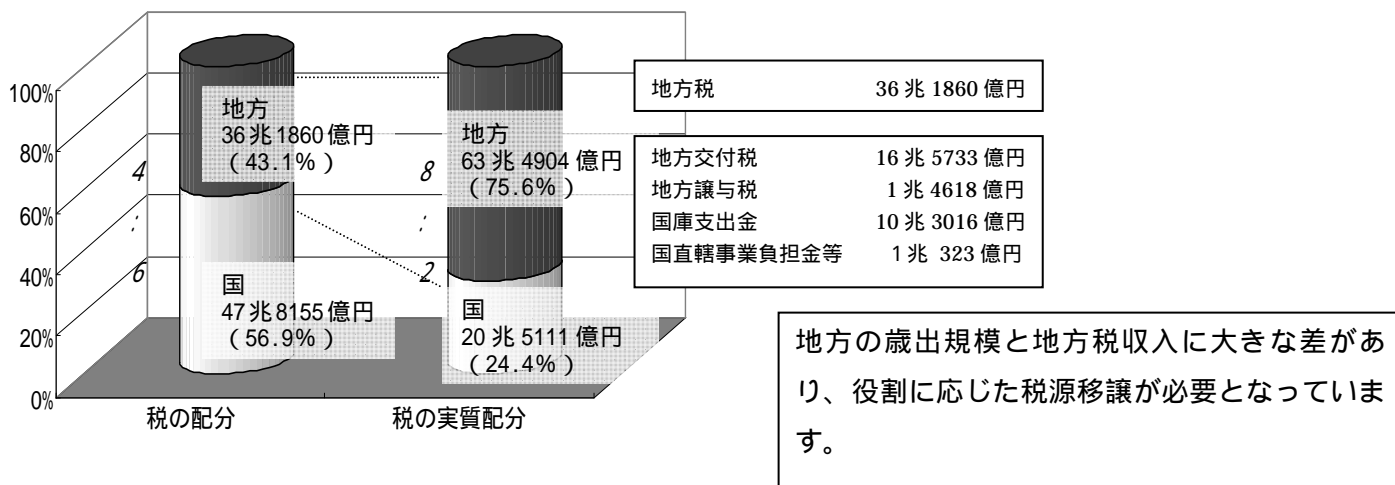 100%
80%
60%
40%
20%
0%
4
:
6
地方
36兆1860億円
(43.1%)
国
47兆8155億円
(56.9%)
8
:
2
地方
63兆4904億円
(75.6%)
国
20兆5111億円
(24.4%)
税の配分
税の実質配分
地方税 36兆1860億円
地方交付税 16兆5733億円
地方譲与税 1兆4618億円
国庫支出金 10兆3016億円
国直轄事業負担金等 1兆 323億円
地方の歳出規模と地方税収入に大きな差があ
り、役割に応じた税源移譲が必要となっていま
す。